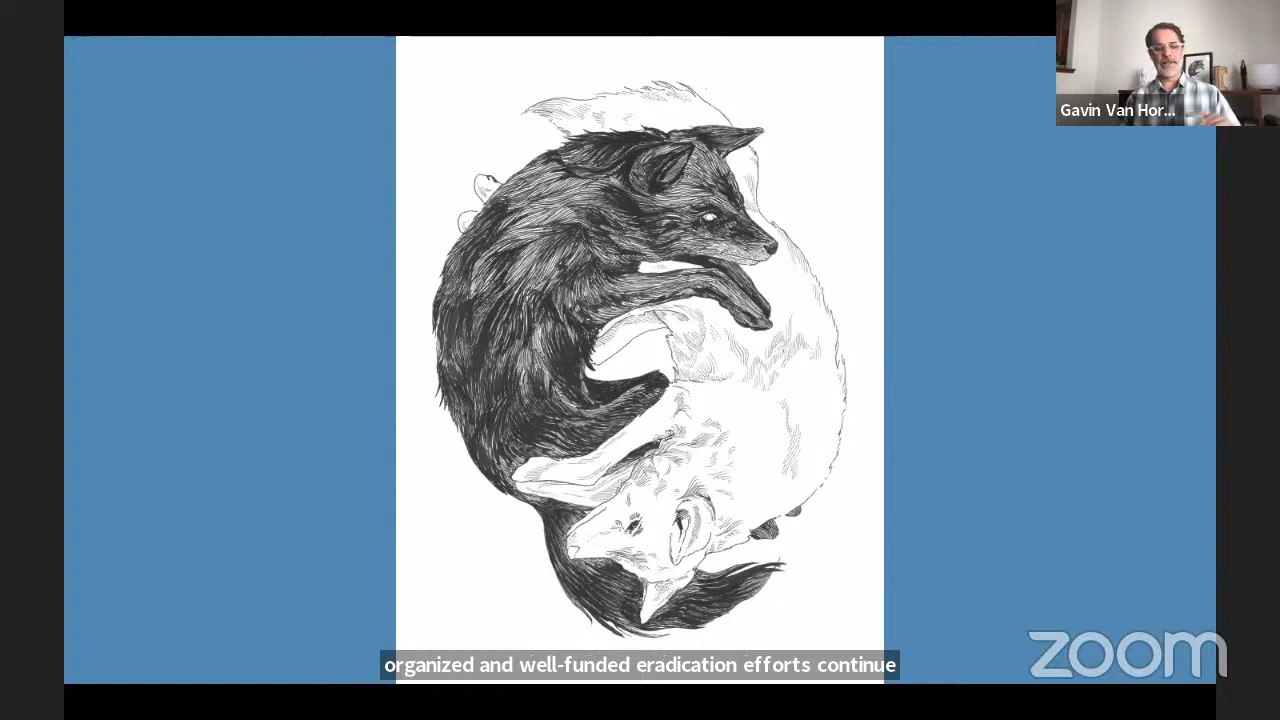 Gavin Van Hor...
organized and well-funded eradication efforts continue
zoom